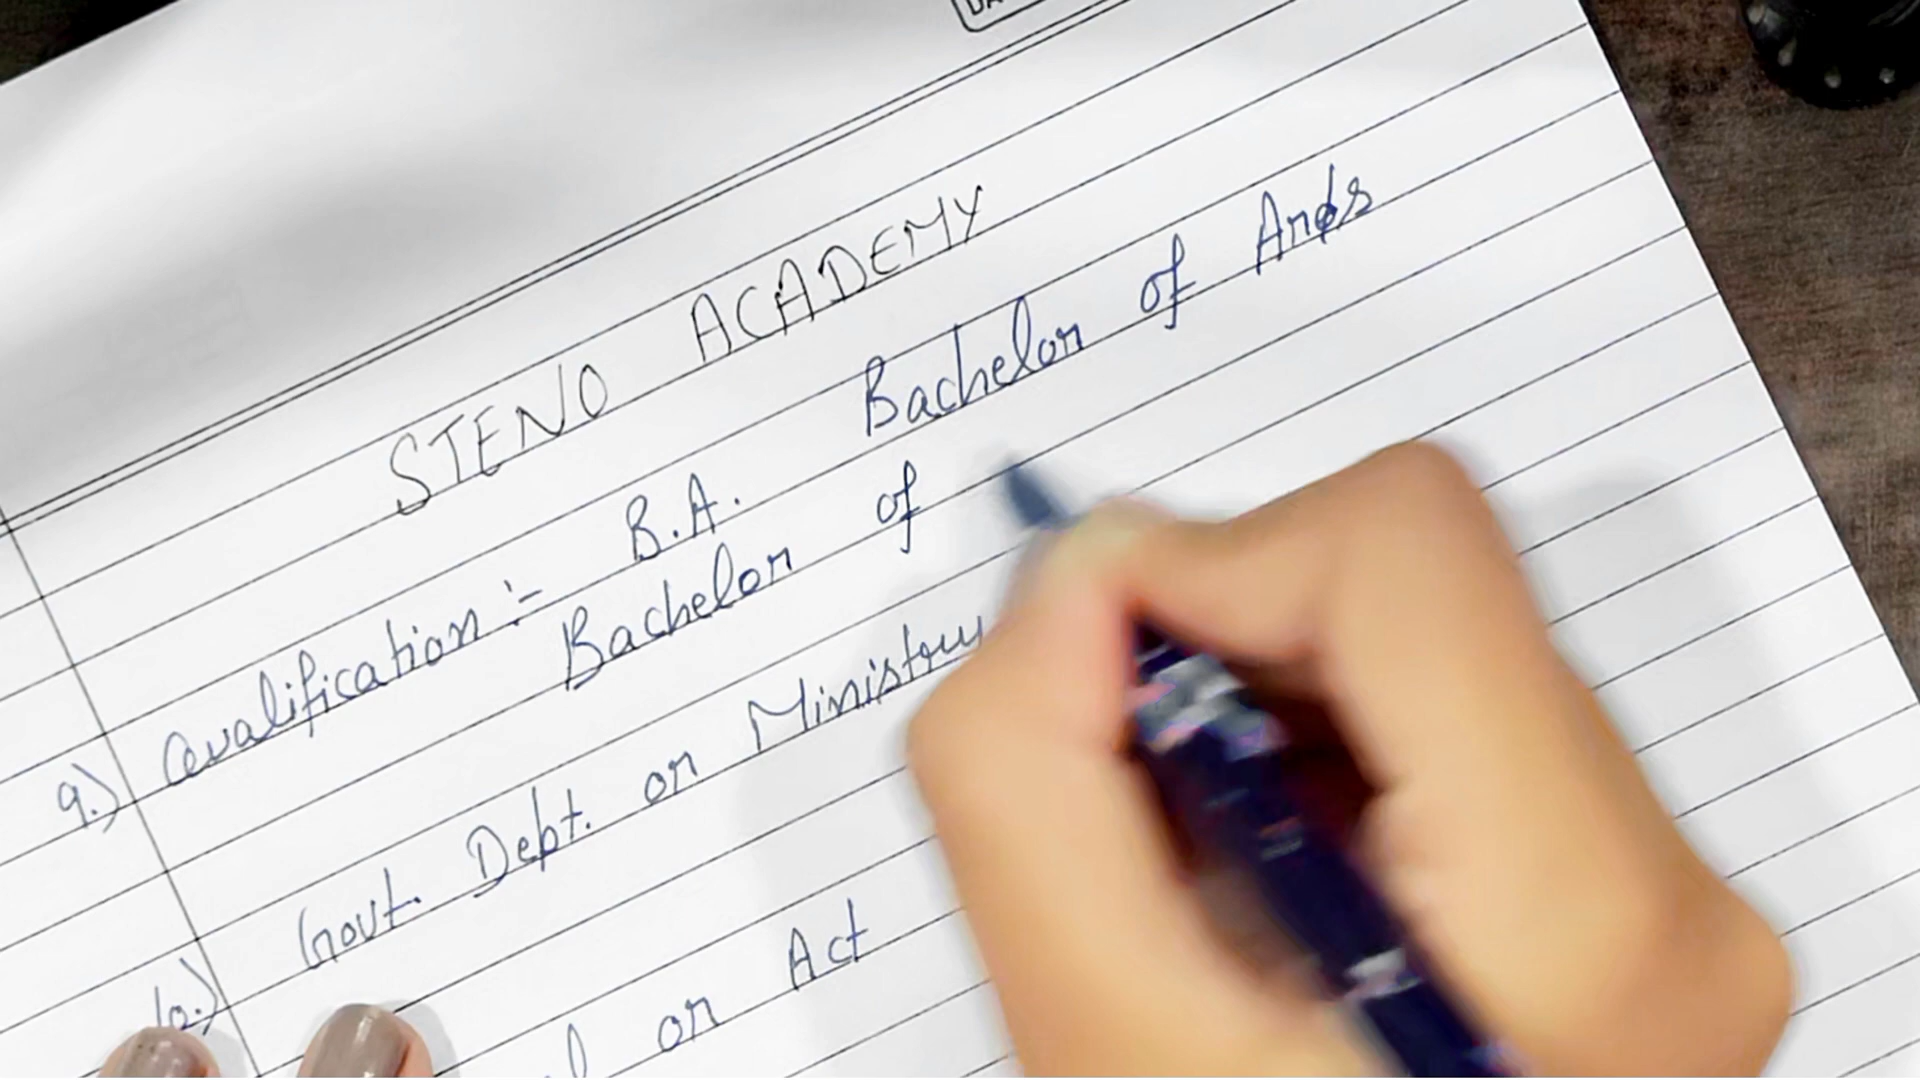 STENO ACADEMY
9.) Qualification :- B.A. Bachelor of Arts
Bachelor of
10.) Govt. Dept. or Ministry
or Act